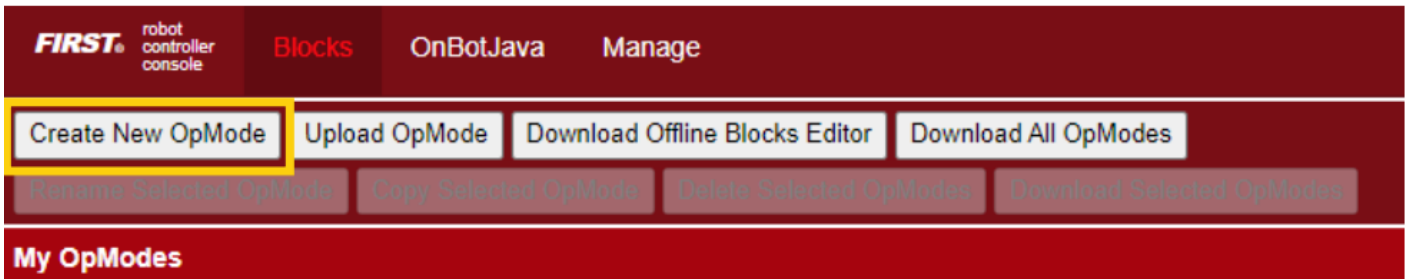 FIRST® robot controller console Blocks OnBotJava Manage
Create New OpMode Upload OpMode Download Offline Blocks Editor Download All OpModes
Rename Selected OpMode Copy Selected OpMode Delete Selected OpModes Download Selected OpModes
My OpModes